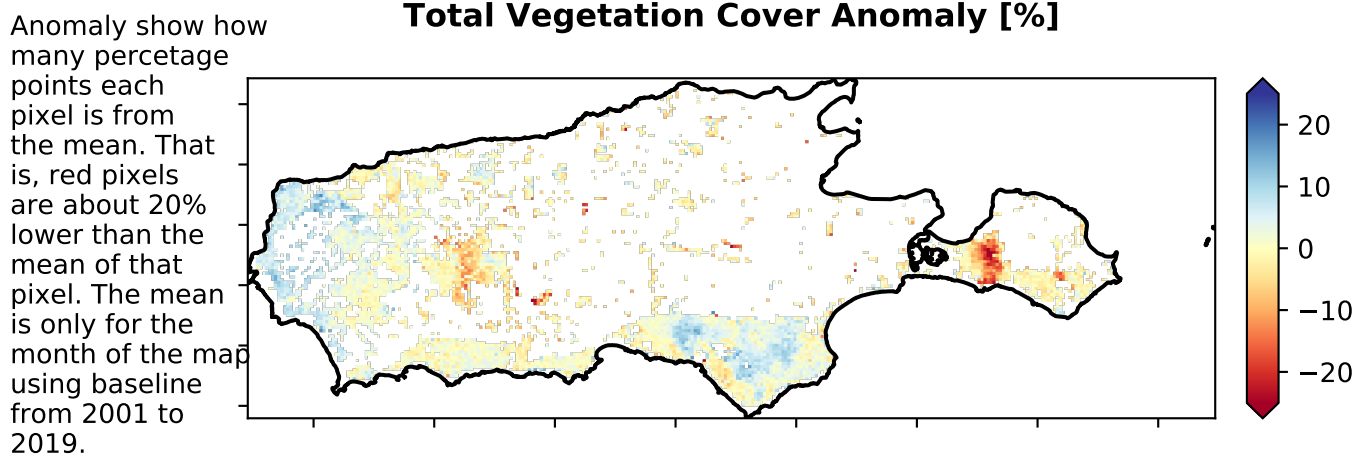 Total Vegetation Cover Anomaly [%]
Anomaly show how
many percetage
points each
pixel is from
the mean. That
is, red pixels
are about 20%
lower than the
mean of that
pixel. The mean
is only for the
month of the map
using baseline
from 2001 to
2019.
20
10
0
−10
−20